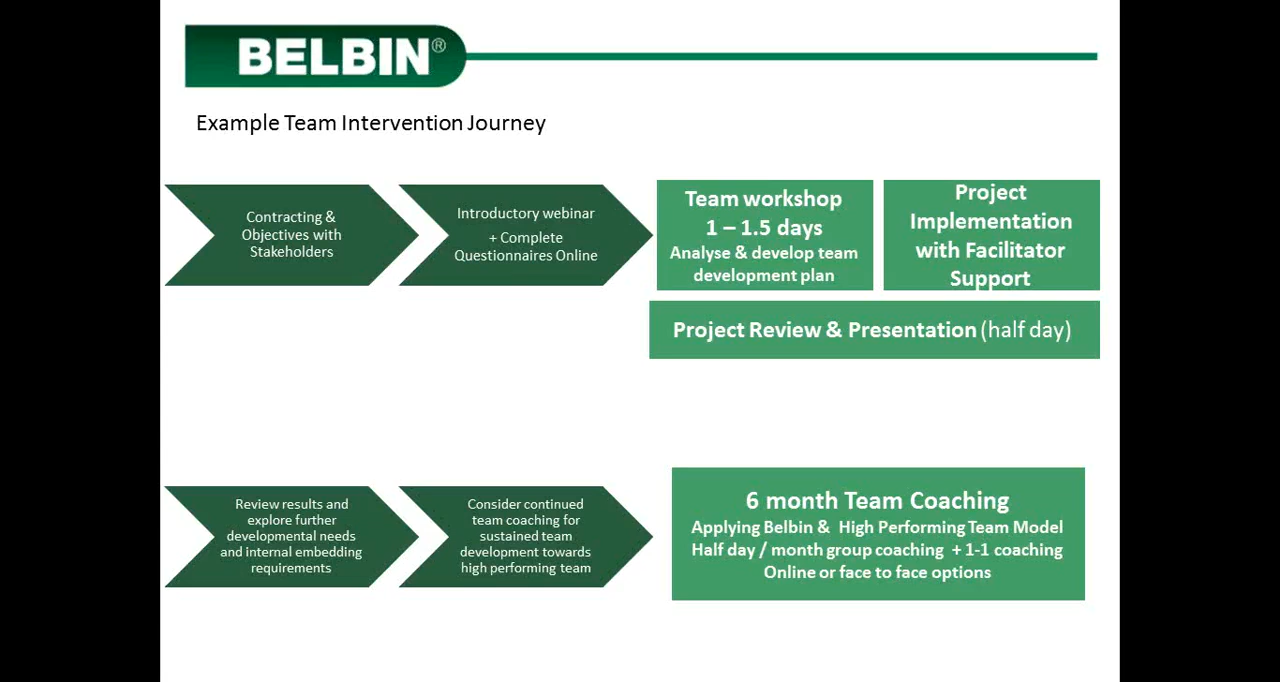 BELBIN®
Example Team Intervention Journey
Contracting &
Objectives with
Stakeholders
Introductory webinar
+ Complete
Questionnaires Online
Team workshop
1 – 1.5 days
Analyse & develop team
development plan
Project
Implementation
with Facilitator
Support
Project Review & Presentation (half day)
Review results and
explore further
developmental needs
and internal embedding
requirements
Consider continued
team coaching for
sustained team
development towards
high performing team
6 month Team Coaching
Applying Belbin & High Performing Team Model
Half day / month group coaching + 1-1 coaching
Online or face to face options